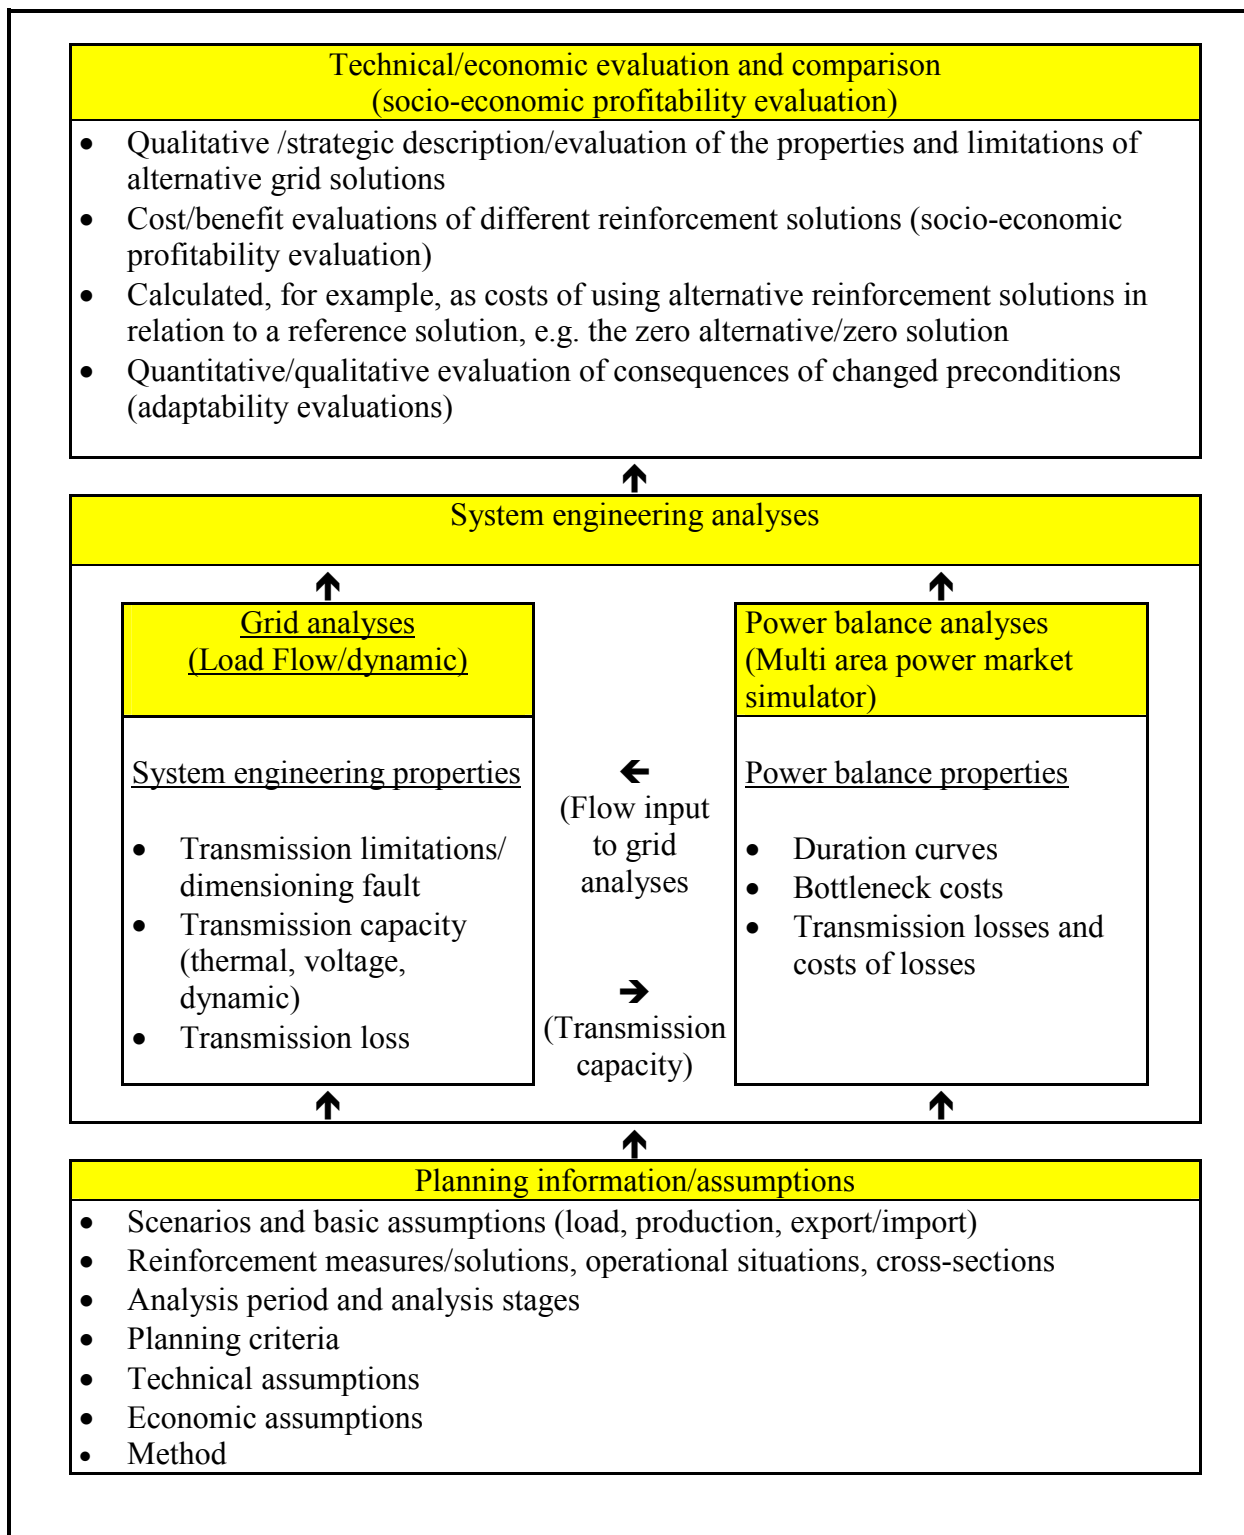 Technical/economic evaluation and comparison
(socio-economic profitability evaluation)
• Qualitative /strategic description/evaluation of the properties and limitations of
alternative grid solutions
• Cost/benefit evaluations of different reinforcement solutions (socio-economic
profitability evaluation)
• Calculated, for example, as costs of using alternative reinforcement solutions in
relation to a reference solution, e.g. the zero alternative/zero solution
• Quantitative/qualitative evaluation of consequences of changed preconditions
(adaptability evaluations)
System engineering analyses
Grid analyses
(Load Flow/dynamic)
System engineering properties
• Transmission limitations/
dimensioning fault
• Transmission capacity
(thermal, voltage,
dynamic)
• Transmission loss
(Flow input
to grid
analyses
(Transmission
capacity)
Power balance analyses
(Multi area power market
simulator)
Power balance properties
• Duration curves
• Bottleneck costs
• Transmission losses and
costs of losses
Planning information/assumptions
• Scenarios and basic assumptions (load, production, export/import)
• Reinforcement measures/solutions, operational situations, cross-sections
• Analysis period and analysis stages
• Planning criteria
• Technical assumptions
• Economic assumptions
• Method